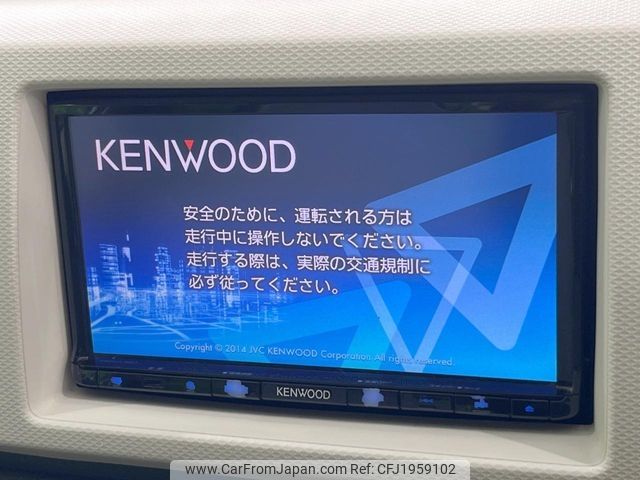 KENWOOD
安全のために、運転される方は
走行中に操作しないでください。
走行する際は、実際の交通規制に
必ず従ってください。
Copyright © 2014 JVC KENWOOD Corporation All rights reserved.
KENWOOD
www.CarFromJapan.com | Ref. No: CFJ1959102